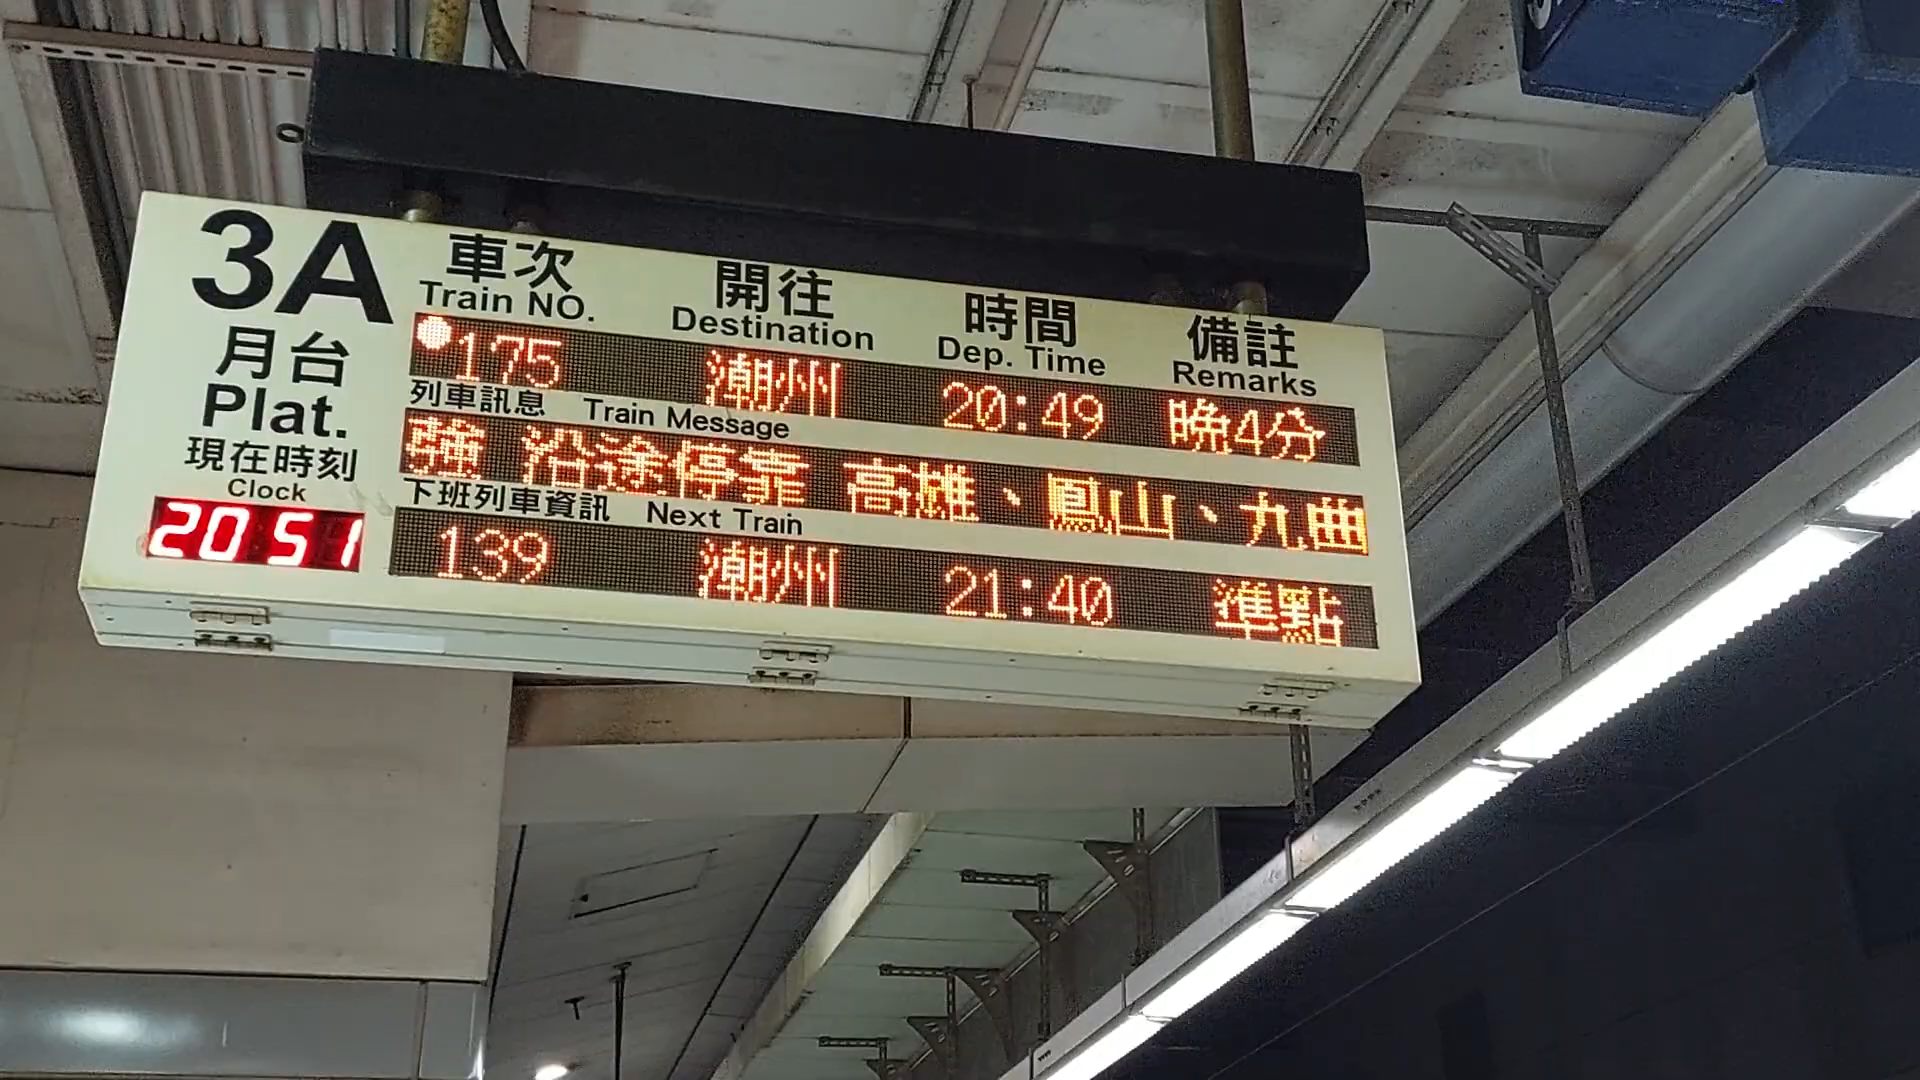 3A
月台
Plat.
現在時刻
Clock
20 51
車次 開往 時間 備註
Train NO. Destination Dep. Time Remarks
175 潮州 20:49 晚4分
列車訊息 Train Message
強 沿途停靠 高雄、鳳山、九曲
下班列車資訊 Next Train
139 潮州 21:40 準點